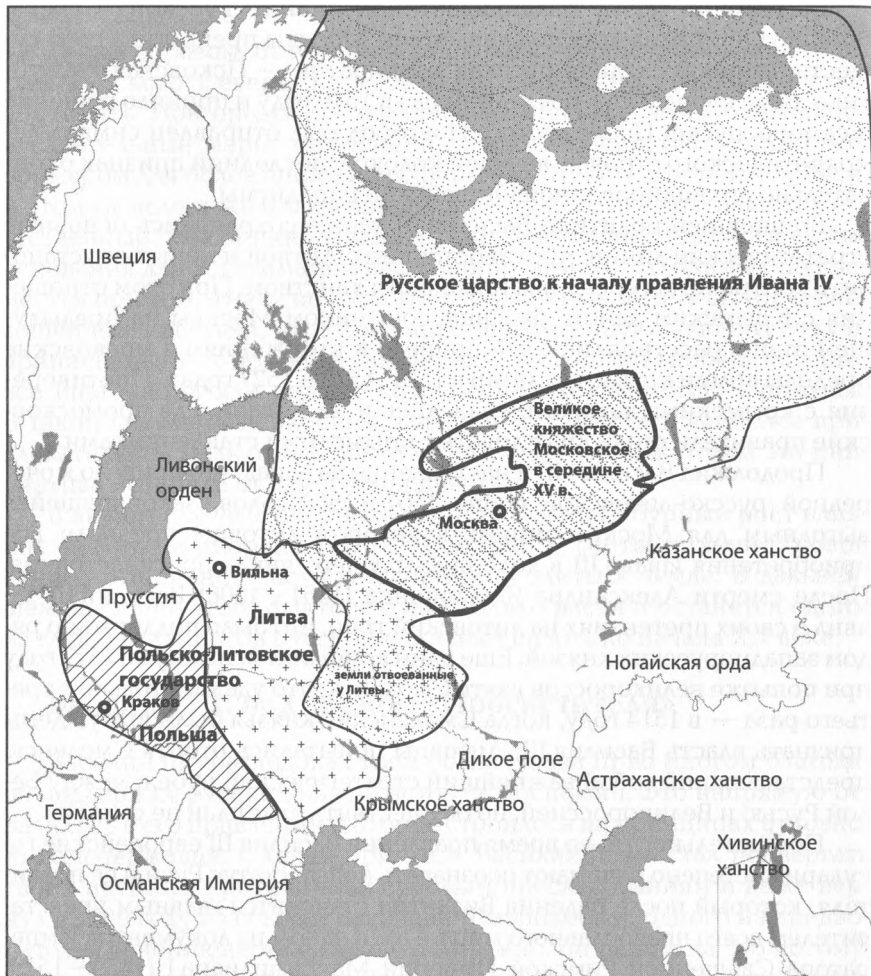 Швеция
Русское царство к началу правления Ивана IV
Великое
княжество
Московское
в середине
XV в.
Ливонский
орден
Москва
Казанское ханство
Вильна
Пруссия
Литва
Польско-Литовское
государство
земли отвоеванные
у Литвы
Ногайская орда
Краков
Польша
Дикое поле
Астраханское ханство
Крымское ханство
Германия
Хивинское
ханство
Османская Империя